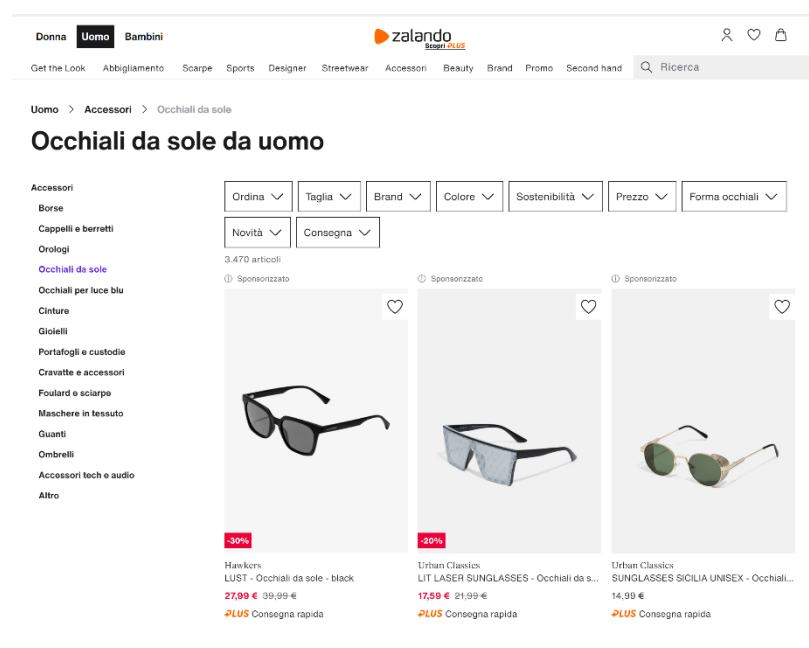 Donna Uomo Bambini
zalando
Scopri PLUS
Get the Look Abbigliamento Scarpe Sports Designer Streetwear Accessori Beauty Brand Promo Second hand Ricerca
Uomo > Accessori > Occhiali da sole
Occhiali da sole da uomo
Accessori
Borse
Cappelli e berretti
Orologi
Occhiali da sole
Occhiali per luce blu
Cinture
Gioielli
Portafogli e custodie
Cravatte e accessori
Foulard e sciarpe
Maschere in tessuto
Guanti
Ombrelli
Accessori tech e audio
Altro
Ordina Taglia Brand Colore Sostenibilità Prezzo Forma occhiali
Novità Consegna
3.470 articoli
Sponsorizzato Sponsorizzato Sponsorizzato
-30% -20%
Hawkers Urban Classics Urban Classics
LUST - Occhiali da sole - black LIT LASER SUNGLASSES - Occhiali da s... SUNGLASSES SICILIA UNISEX - Occhiali...
27,99 € 39,99 € 17,59 € 21,99 € 14,99 €
PLUS Consegna rapida PLUS Consegna rapida PLUS Consegna rapida